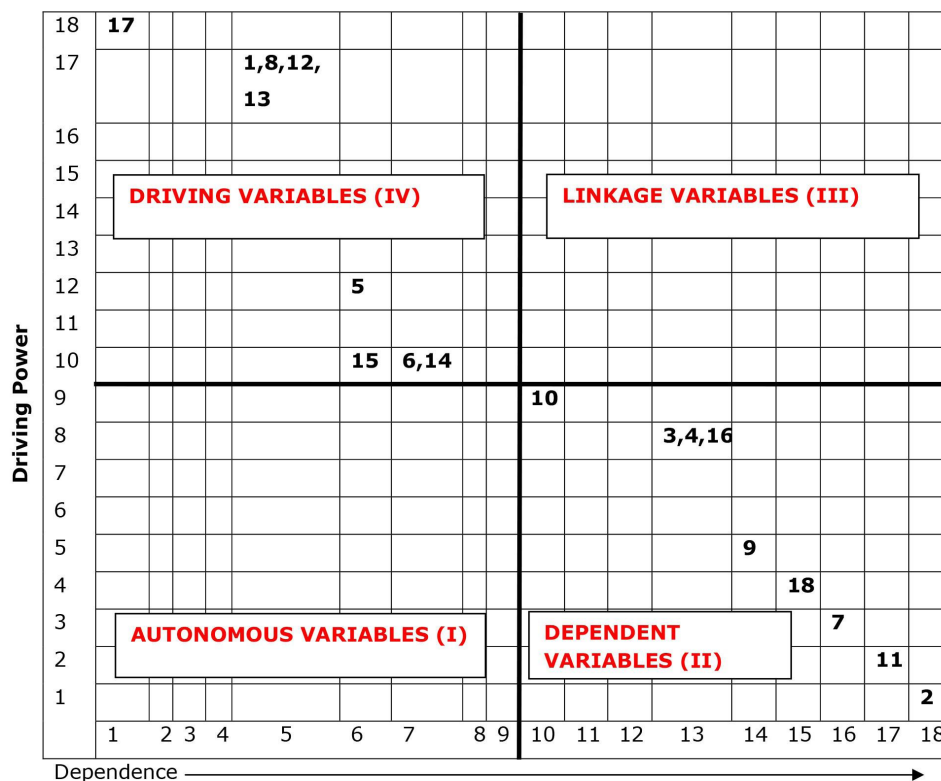 18 17
17 1,8,12,
13
16
15
DRIVING VARIABLES (IV) LINKAGE VARIABLES (III)
14
13
12 5
11
10 15 6,14
9 10
8 3,4,16
7
6
5 9
4 18
3 7
AUTONOMOUS VARIABLES (I) DEPENDENT
VARIABLES (II)
2 11
1 2
1 2 3 4 5 6 7 8 9 10 11 12 13 14 15 16 17 18
Driving Power
Dependence